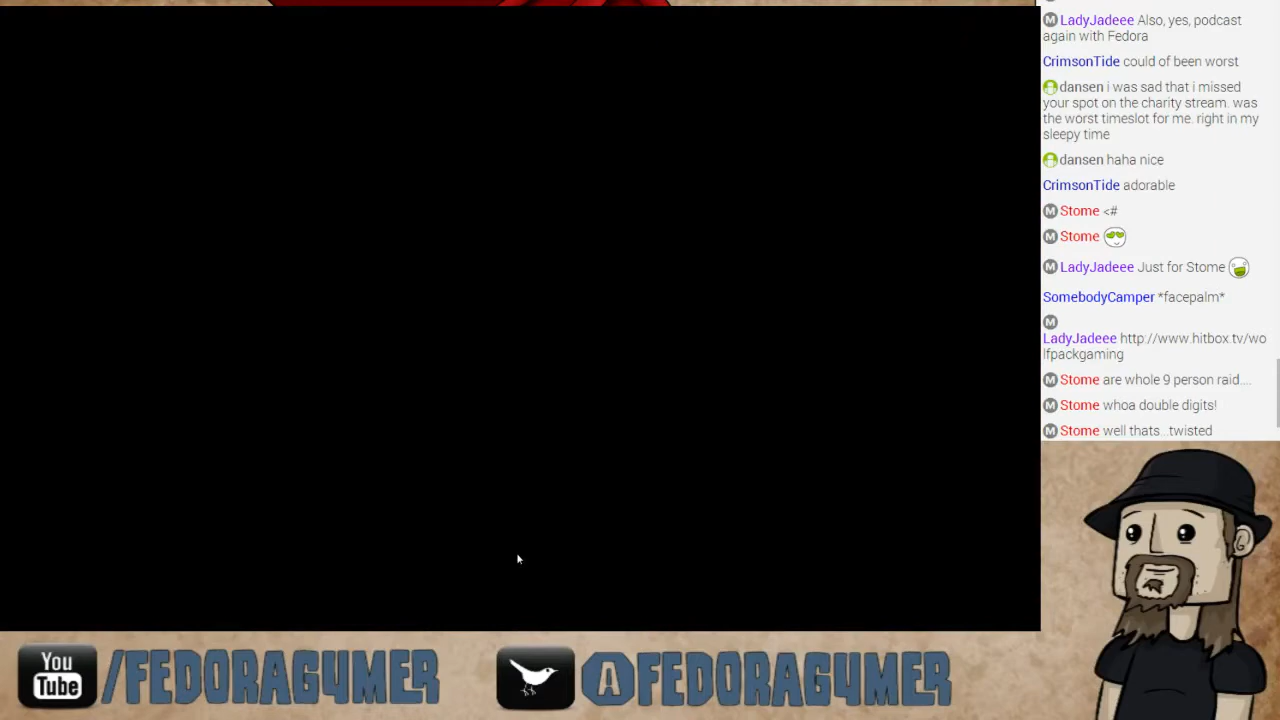 LadyJadeee Also, yes, podcast
again with Fedora
CrimsonTide could of been worst
dansen i was sad that i missed
your spot on the charity stream. was
the worst timeslot for me. right in my
sleepy time
dansen haha nice
CrimsonTide adorable
M Stome <#
M Stome
M LadyJadeee Just for Stome
SomebodyCamper *facepalm*
M
LadyJadeee http://www.hitbox.tv/wo
lfpackgaming
M Stome are whole 9 person raid....
M Stome whoa double digits!
M Stome well thats...twisted
You
Tube /FEDORAG4MER
@FEDORAG4MER